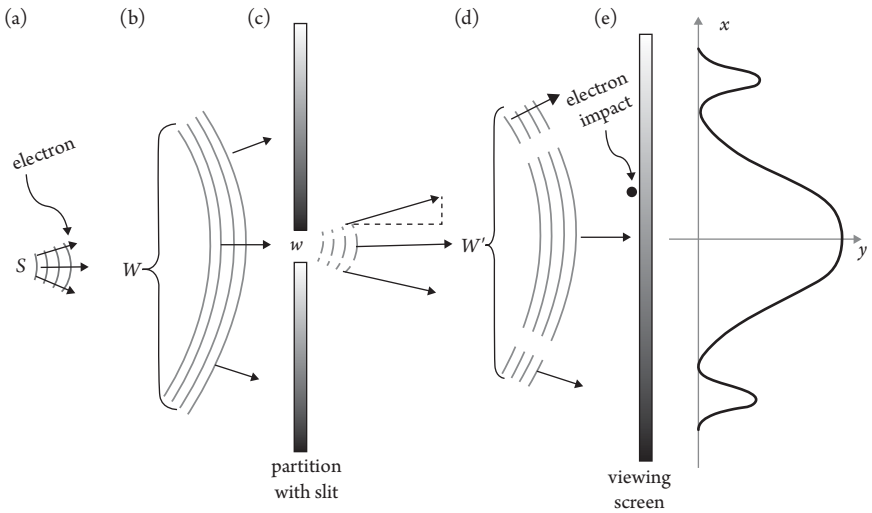 (a)
(b)
(c)
(d)
(e)
x
electron
impact
electron
S
W
w
W′
y
partition
with slit
viewing
screen